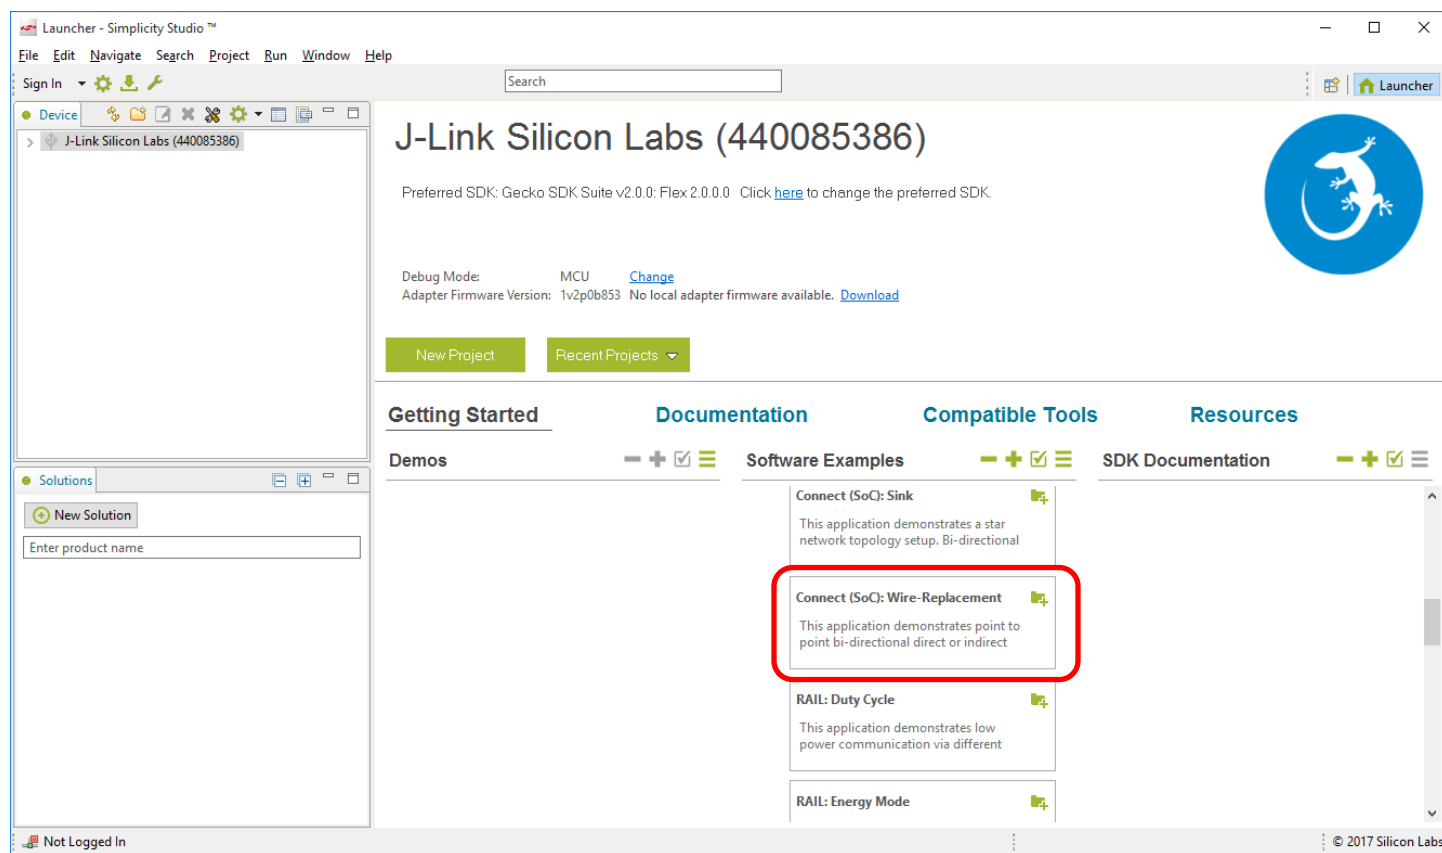 Launcher - Simplicity Studio ™
File Edit Navigate Search Project Run Window Help
Sign In
Search
Launcher
Device
J-Link Silicon Labs (440085386)
J-Link Silicon Labs (440085386)
Preferred SDK: Gecko SDK Suite v2.0.0: Flex 2.0.0.0 Click here to change the preferred SDK.
Debug Mode: MCU Change
Adapter Firmware Version: 1v2p0b853 No local adapter firmware available. Download
New Project
Recent Projects
Getting Started
Documentation
Compatible Tools
Resources
Demos
Software Examples
SDK Documentation
Solutions
New Solution
Enter product name
Connect (SoC): Sink
This application demonstrates a star
network topology setup. Bi-directional
Connect (SoC): Wire-Replacement
This application demonstrates point to
point bi-directional direct or indirect
RAIL: Duty Cycle
This application demonstrates low
power communication via different
RAIL: Energy Mode
Not Logged In
© 2017 Silicon Labs